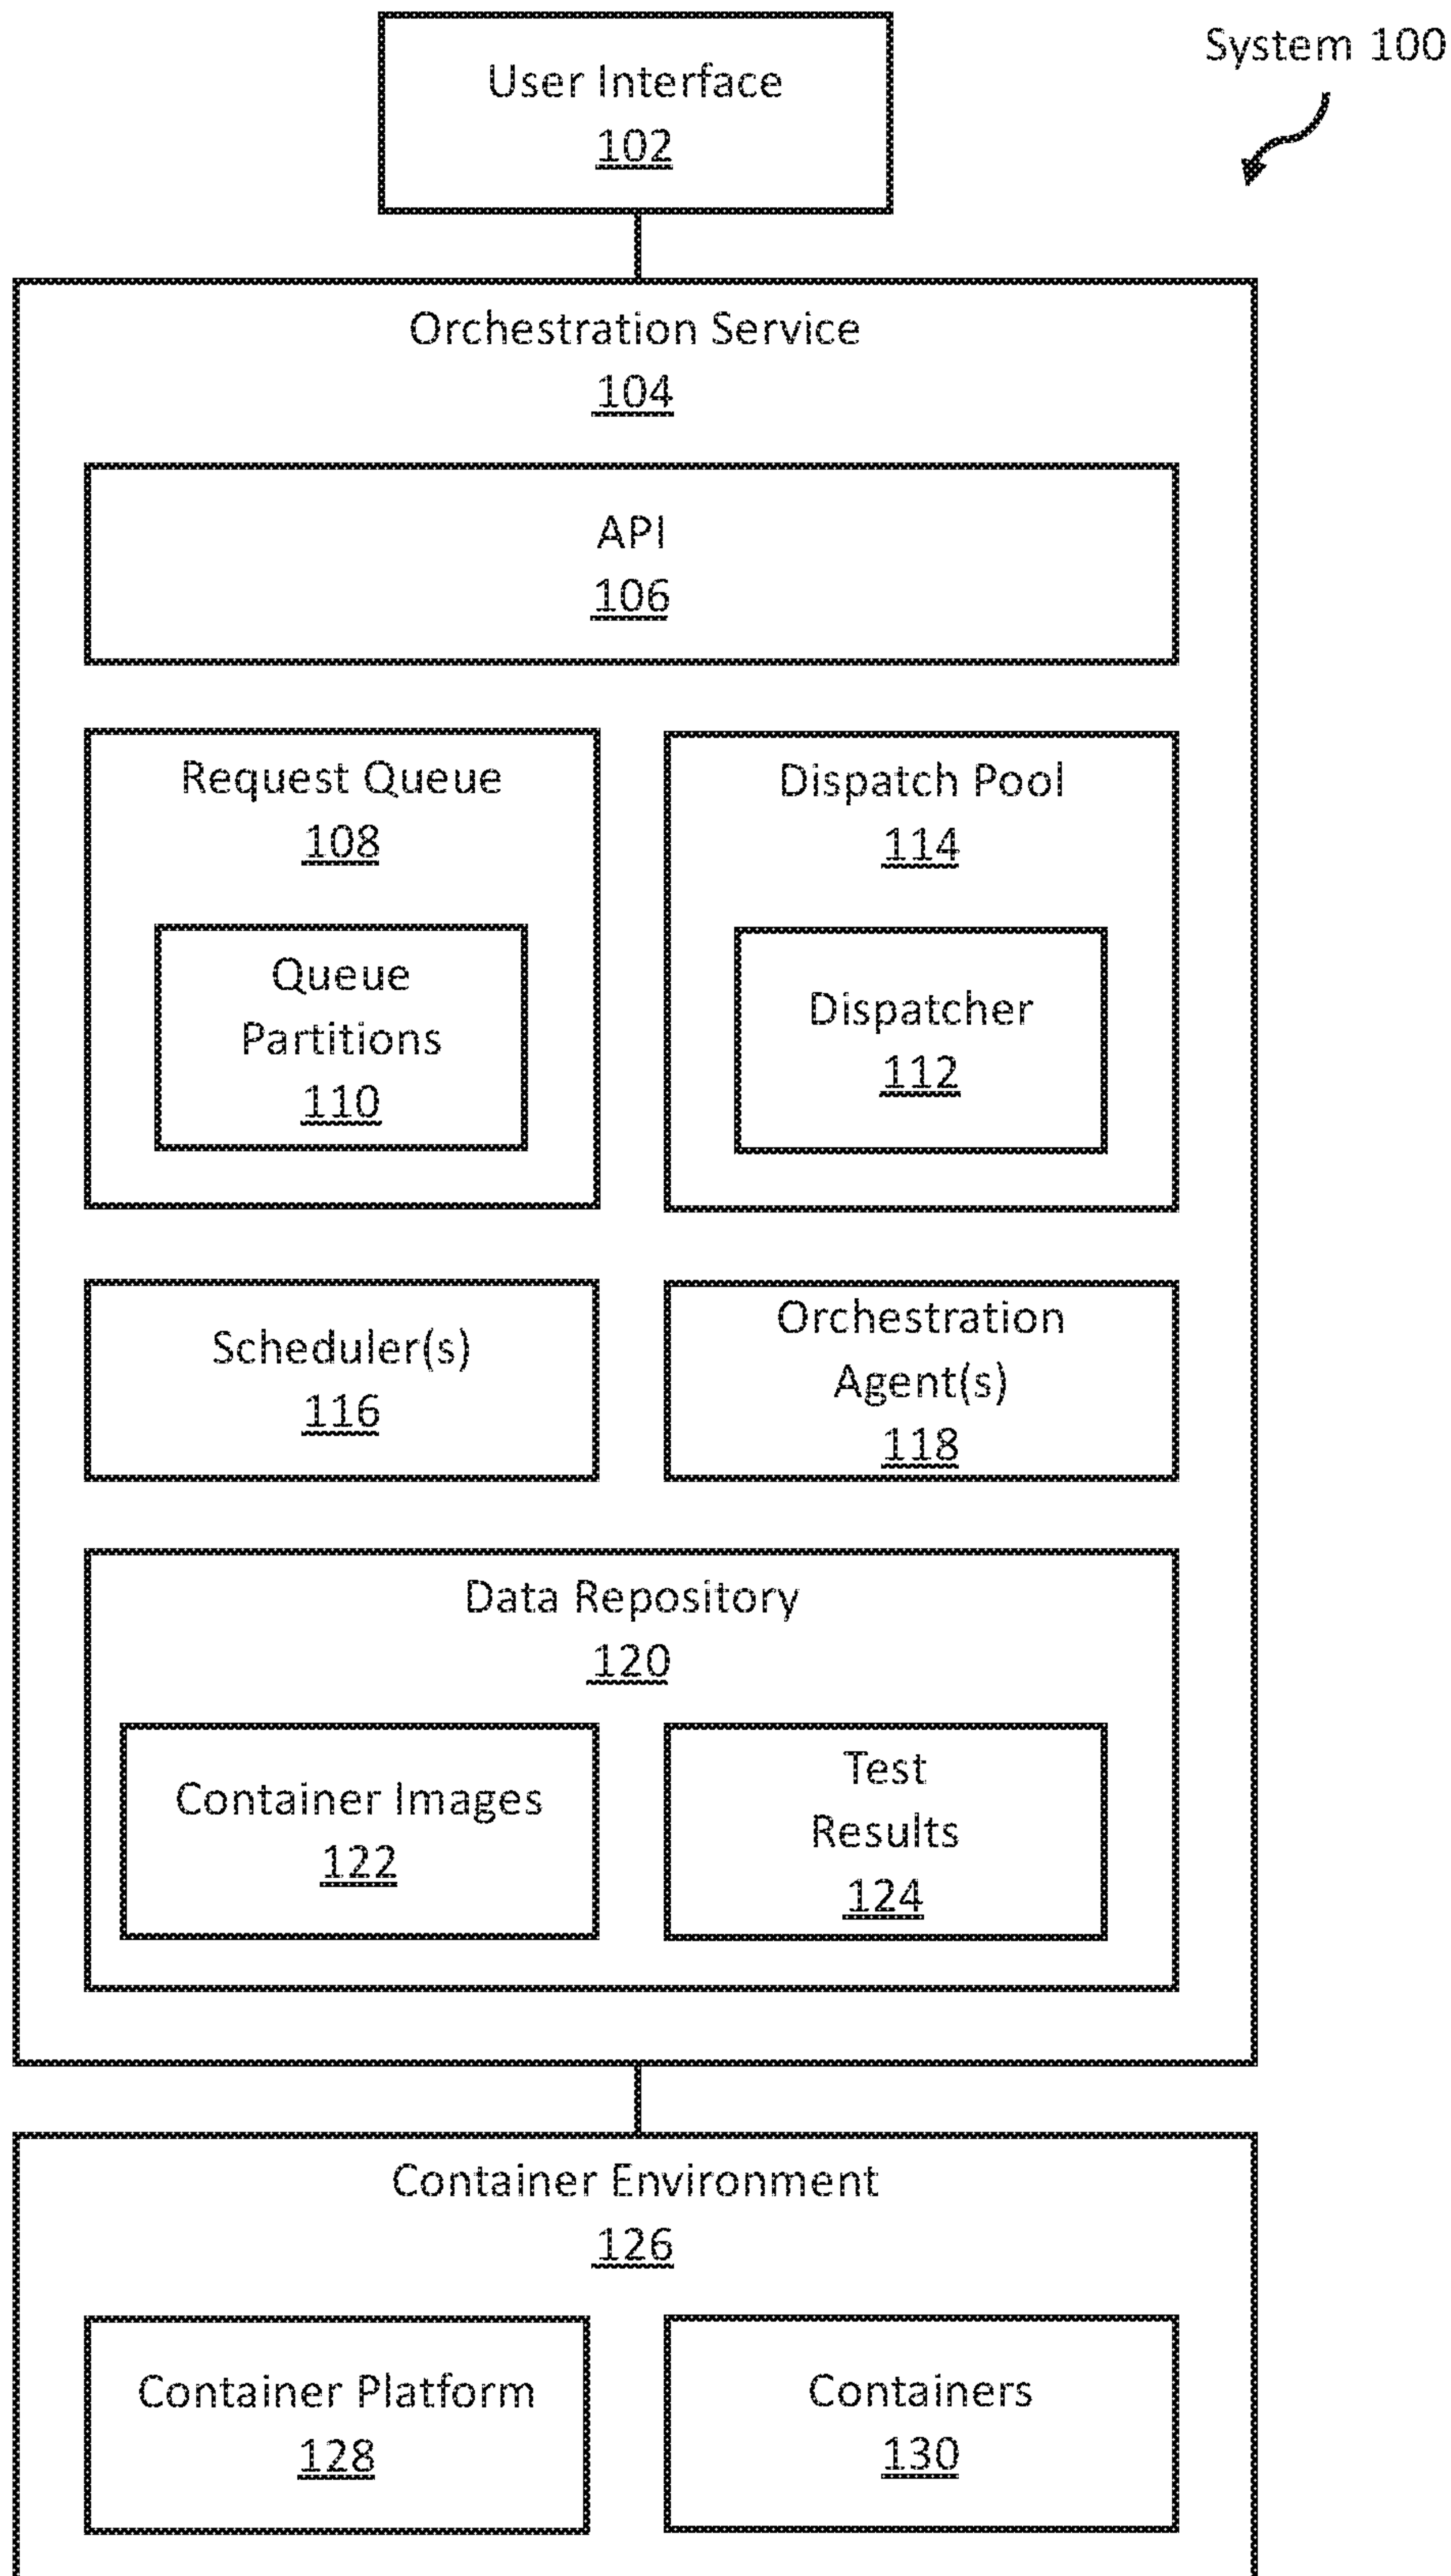 System 100
User Interface
102
Orchestration Service
104
API
106
Request Queue
108
Queue
Partitions
110
Dispatch Pool
114
Dispatcher
112
Scheduler(s)
116
Orchestration
Agent(s)
118
Data Repository
120
Container Images
122
Test
Results
124
Container Environment
126
Container Platform
128
Containers
130